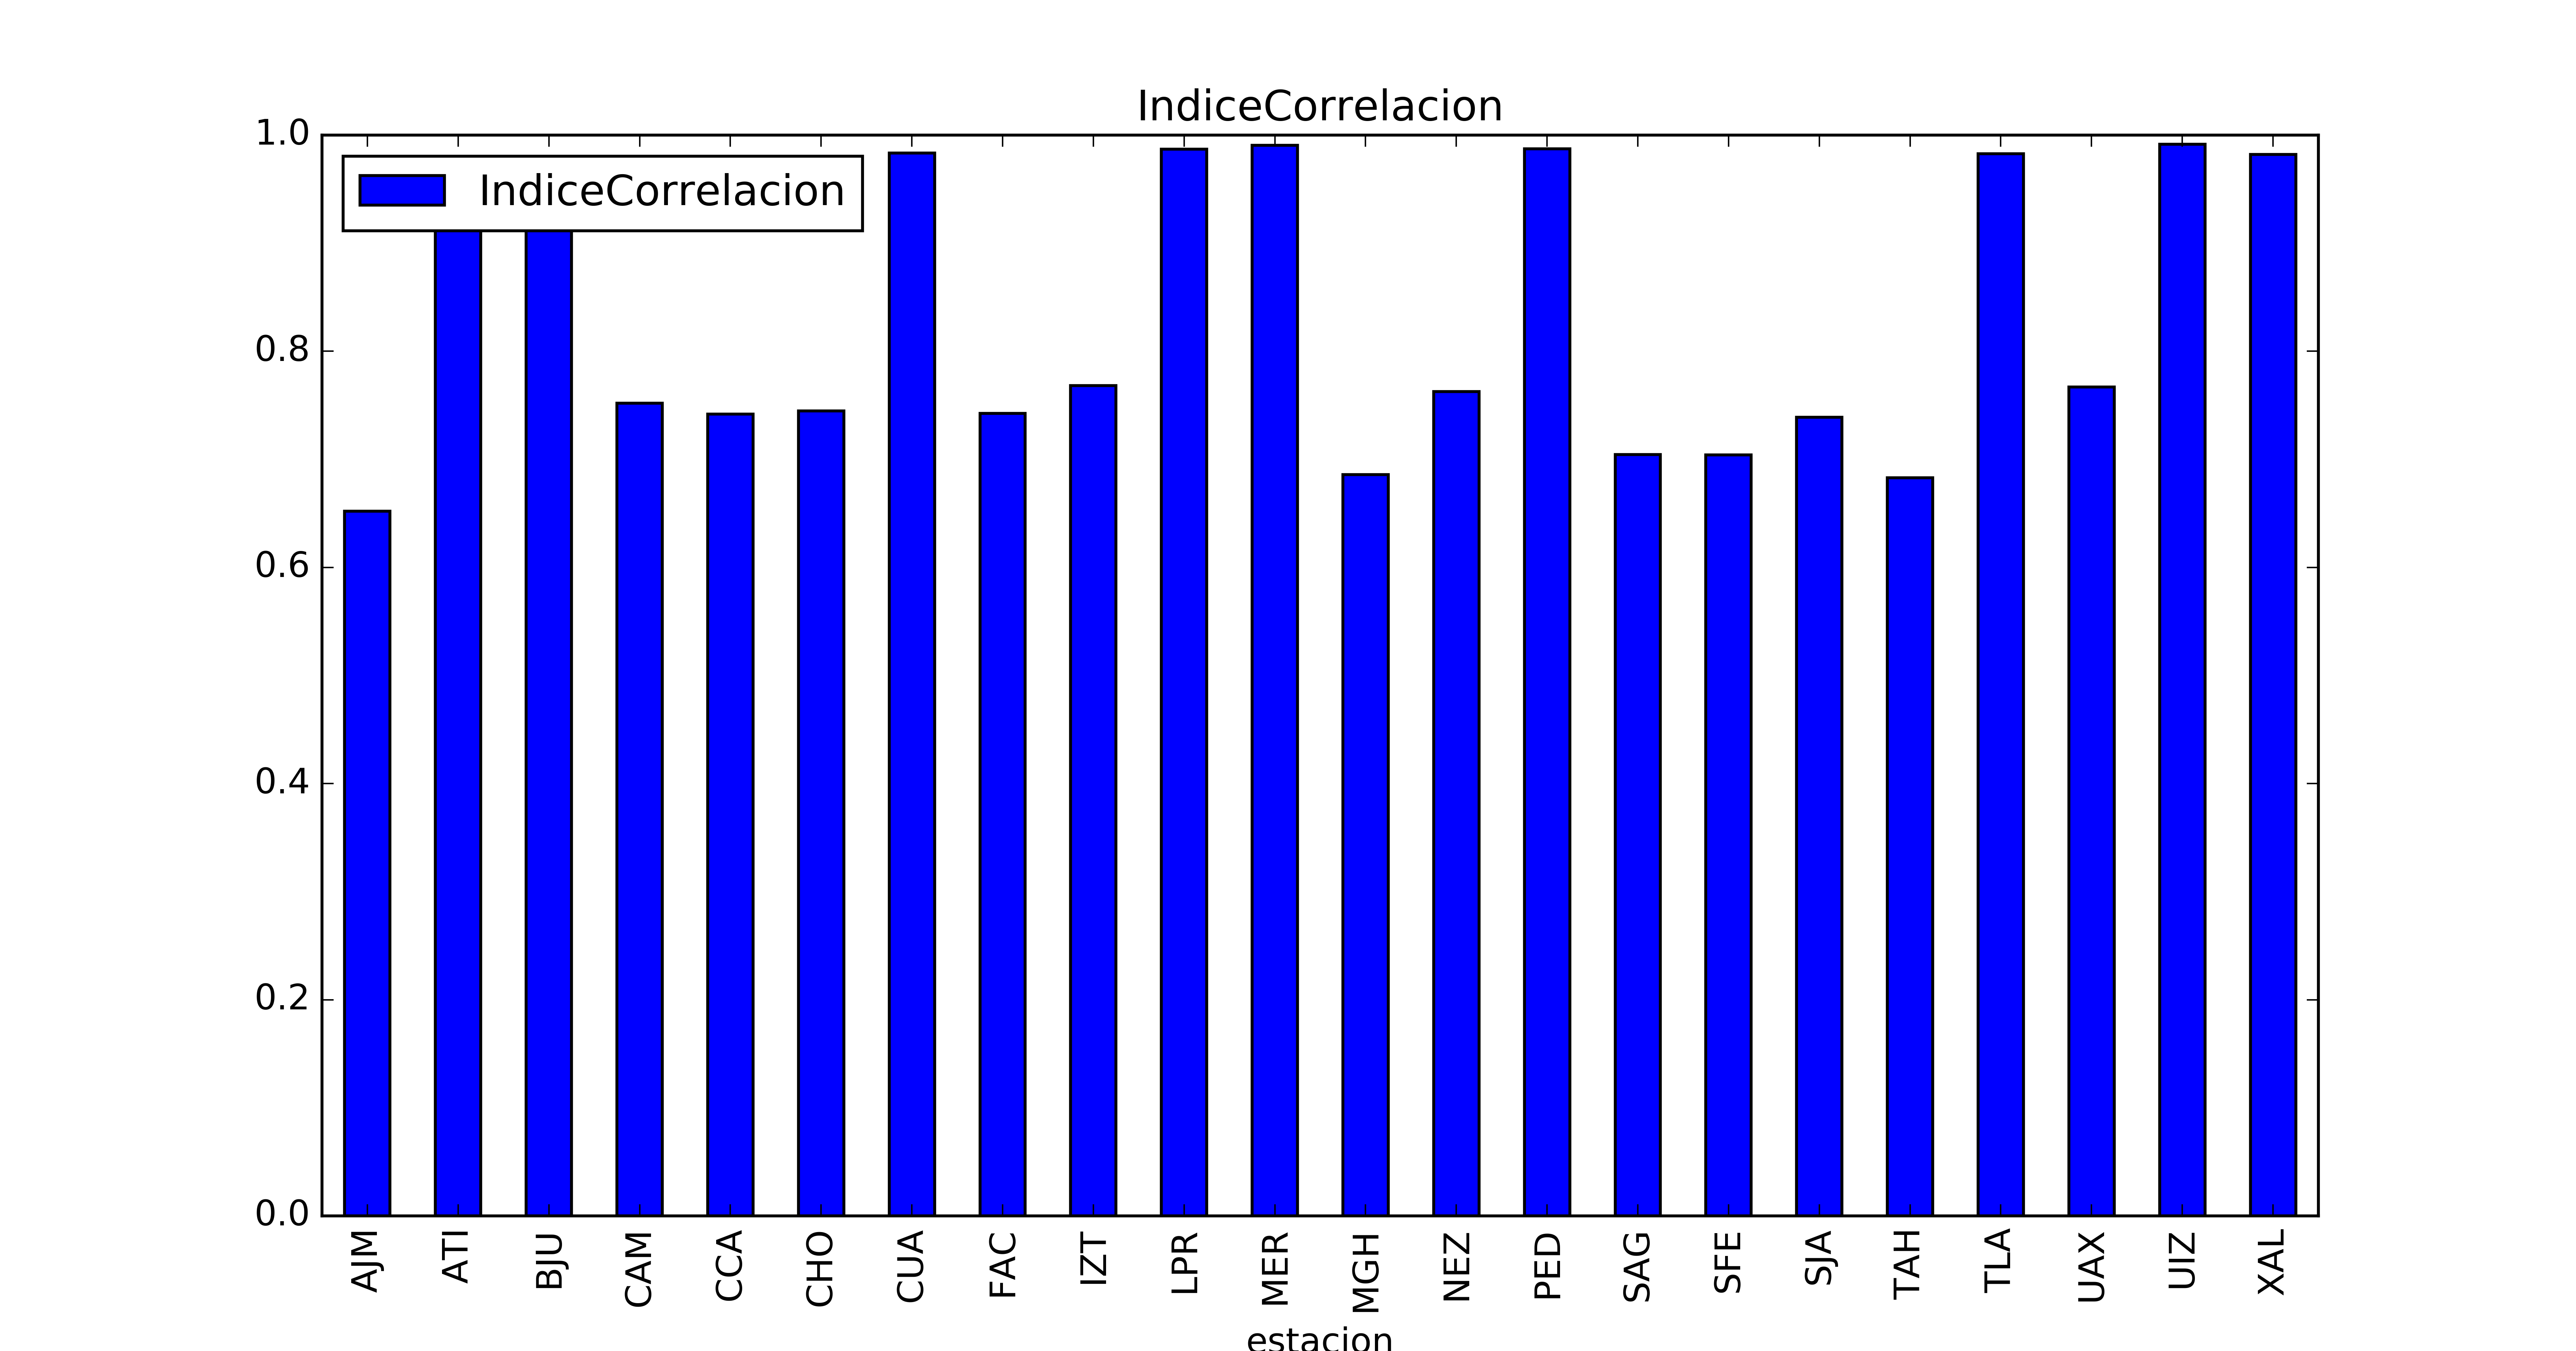 IndiceCorrelacion
1.0
IndiceCorrelacion
0.8
0.6
0.4
0.2
0.0
AJM ATI BJU CAM CCA CHO CUA FAC IZT LPR MER MGH NEZ PED SAG SFE SJA TAH TLA UAX UIZ XAL
estacion